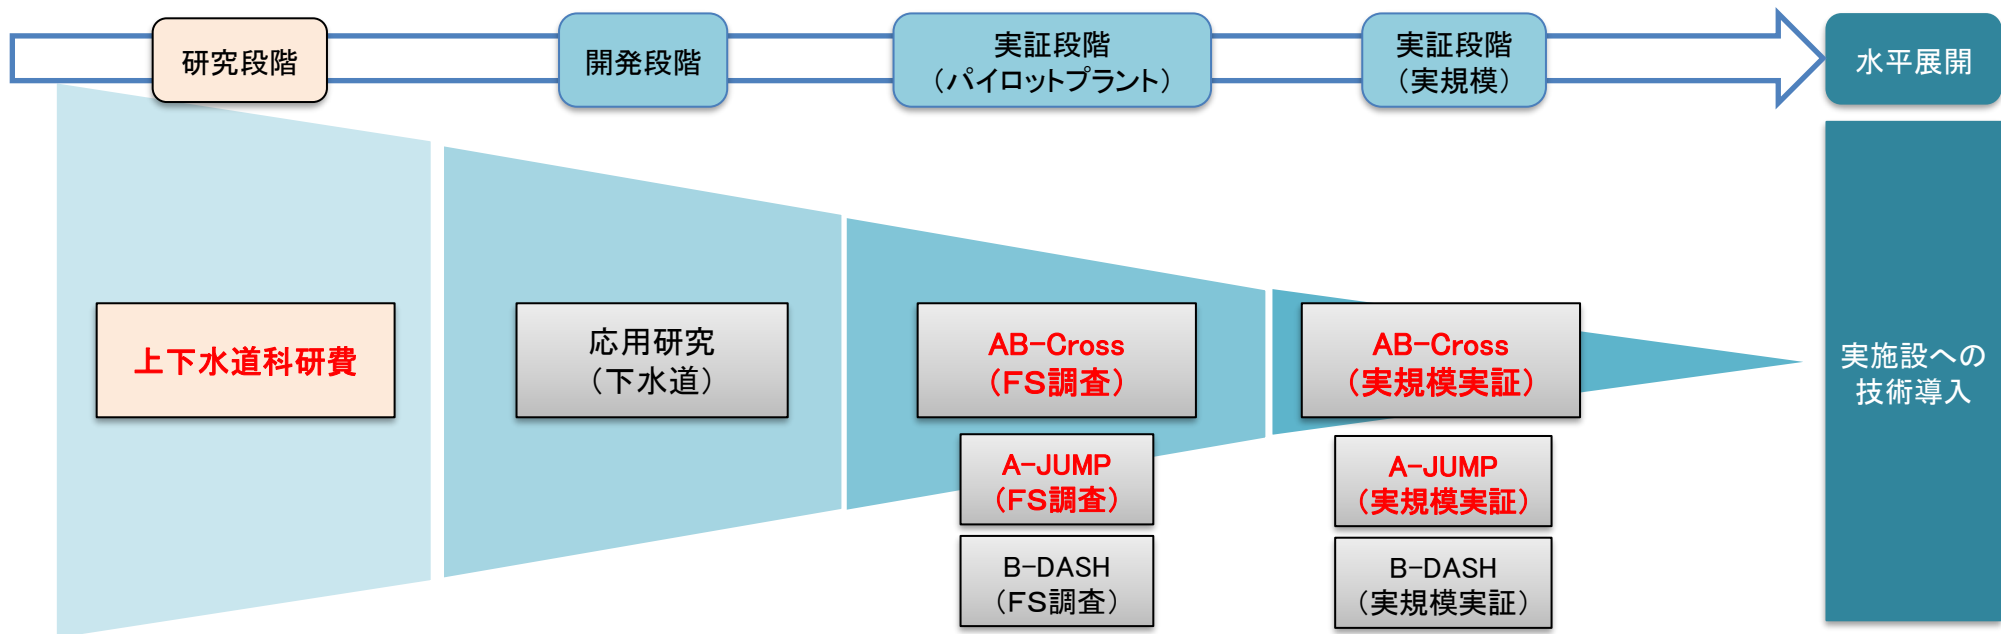 研究段階
開発段階
実証段階
（パイロットプラント）
実証段階
（実規模）
水平展開
上下水道科研費
応用研究
（下水道）
AB-Cross
（FS調査）
AB-Cross
（実規模実証）
実施設への
技術導入
A-JUMP
（FS調査）
A-JUMP
（実規模実証）
B-DASH
（FS調査）
B-DASH
（実規模実証）